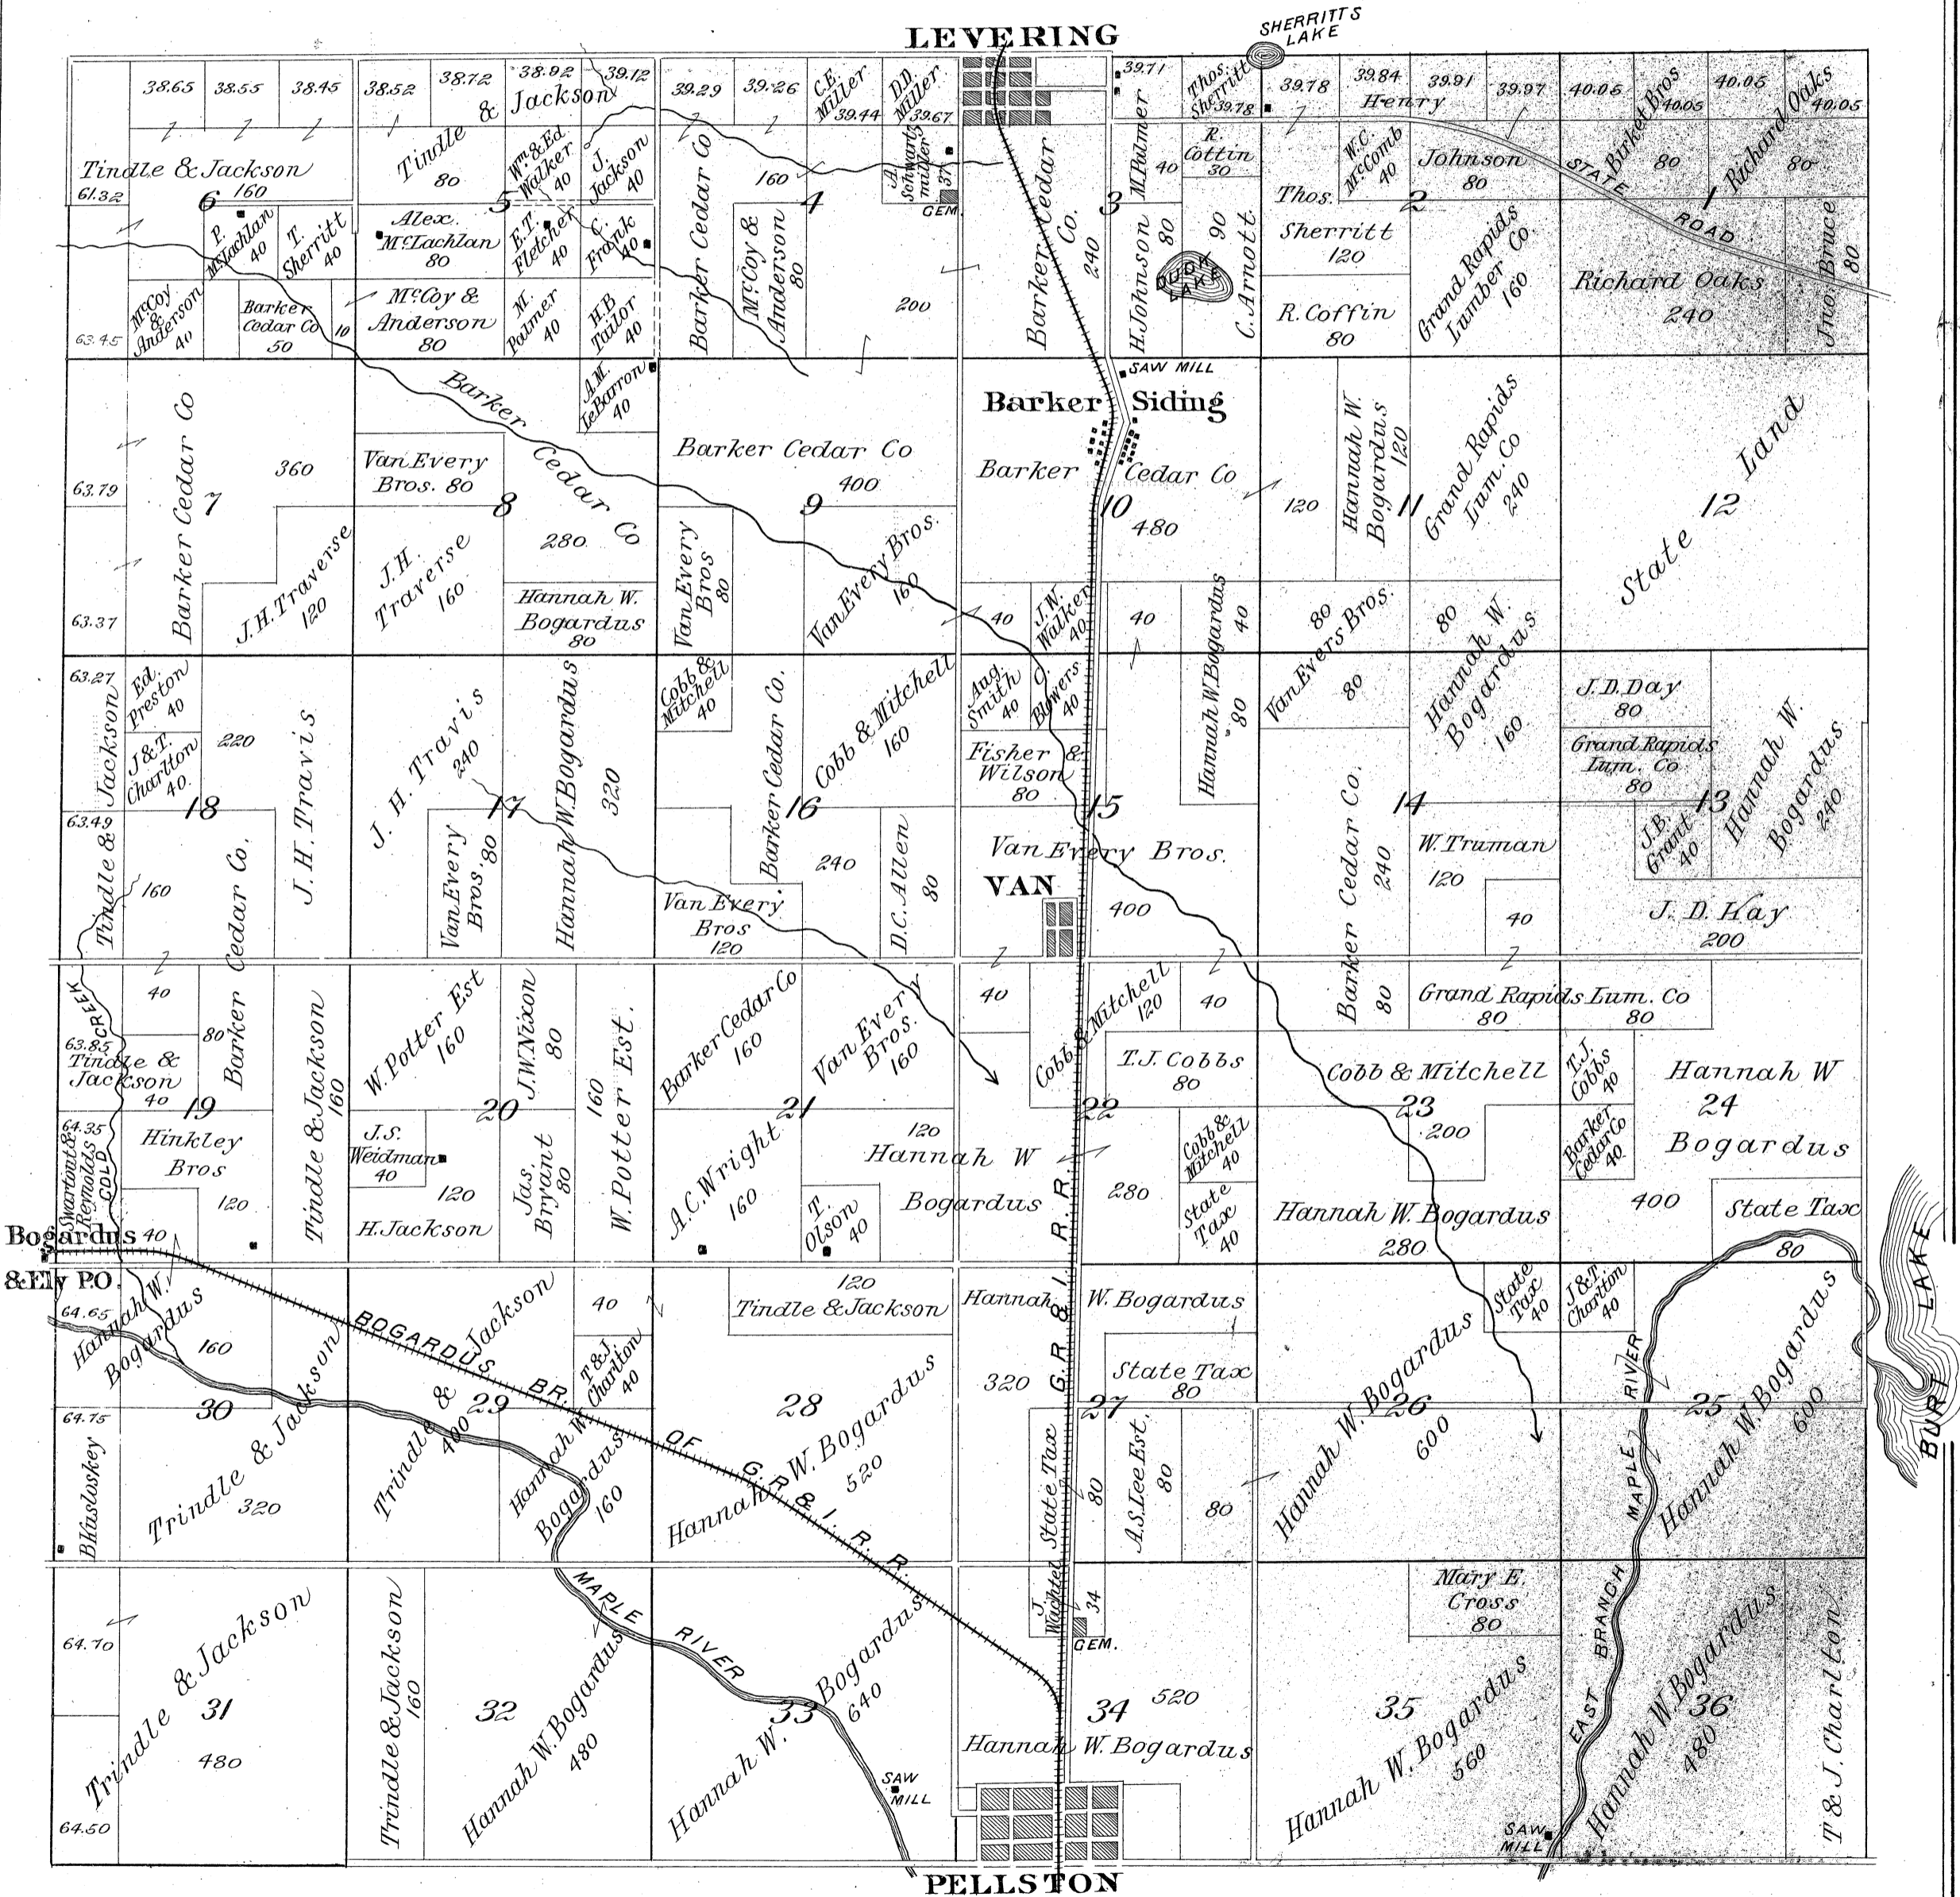 LEVERING
SHERRITTS
LAKE
38.65
38.55
38.45
38.52
38.72
38.92
39.12
39.29
39.26
C.E.
Miller
39.44
D.D.
Miller
39.67
39.71
Thos.
Sherritt
39.78
39.78
39.84
39.91
39.97
Henry
40.05
Burket Bros
40.05
40.05
40.05
Richard Oaks
80
80
Tindle & Jackson
160
61.32
6
Tindle
& Jackson
80
5
Wm. & Ed
Walker
40
J.
Jackson
40
Barker Cedar Co
160
4
A.
37
CEM.
Barker Cedar
Co.
240
M. Palmer
40
R.
Cottin
30
3
Thos.
Sherritt
120
W.C.
McComb
40
Johnson
80
2
STATE
ROAD
1
P.
McLachlan
40
T.
Sherritt
40
Alex.
McLachlan
80
E.T.
Fletcher
40
C.
Frank
40
McCoy &
Anderson
80
200
H. Johnson
80
90
DUCK
LAKE
C. Arnott
R. Coffin
80
Grand Rapids
Lumber Co.
160
Richard Oaks
240
Jno Bruce
80
63.45
McCoy
&
Anderson
40
Barker
Cedar Co
50
10
McCoy &
Anderson
80
M.
Palmer
40
H.B
Tailor
40
A.M.
LeBarron
40
SAW MILL
Barker Siding
Barker Cedar Co
480
10
Barker Cedar Co
360
7
63.79
63.37
J.H. Traverse
120
Van Every
Bros. 80
8
Barker Cedar Co
280
J.H.
Traverse
160
Hannah W.
Bogardus
80
Barker Cedar Co
400
9
Van Every
Bros
80
Van Every Bros.
160
40
J.W.
Walker
40
40
Hannah W. Bogardus
40
80
120
Hannah W.
Bogardus
120
11
Grand Rapids
Lum. Co
240
State Land
12
80
Van Evers Bros.
80
80
Hannah W.
Bogardus
160
63.27
Tindle & Jackson
Ed.
Preston
40
J & T.
Charlton
40
220
18
63.49
160
Barker Cedar Co.
J. H. Travis
J. H. Travis
240
17
Van Every
Bros. 80
Hannah W. Bogardus
320
Cobb &
Mitchell
40
Barker Cedar Co.
16
240
Cobb & Mitchell
160
D.C. Allen
80
Van Every
Bros
120
Aug.
Smith
40
Blowers
40
Fisher &
Wilson
80
15
Van Every Bros.
400
VAN
Barker Cedar Co.
240
80
14
W. Truman
120
40
J. D. Day
80
Grand Rapids
Lum. Co
80
13
J.B.
Grant
40
Hannah W.
Bogardus
240
J. D. Hay
200
COLD CREEK
40
80
63.85
Tindle &
Jackson
40
19
Barker
64.35
Swartout &
Reynolds
Hinkley
Bros
120
40
Tindle & Jackson
160
W. Potter Est
160
20
J.W. Nixon
80
W. Potter Est.
160
J.S.
Weidman
40
120
H. Jackson
Jas.
Bryant
80
Barker Cedar Co
160
Van Every
Bros.
160
21
A.C. Wright
160
T.
Olson
40
120
Hannah W
Bogardus
280
40
Cobb & Mitchell
120
40
T.J. Cobbs
80
22
Cobb &
Mitchell
40
State
Tax
40
Grand Rapids Lum. Co
80
80
Cobb & Mitchell
23
200
Hannah W. Bogardus
280
T.J.
Cobbs
40
Barker
Cedar Co
40
Hannah W
24
Bogardus
400
State Tax
80
BURT LAKE
Bogardus
& Ely P.O.
64.65
Hannah W.
Bogardus
160
30
64.75
B Kasloskey
Trindle & Jackson
320
BOGARDUS BR. OF G. R. & I. R. R.
Trindle & Jackson
400
29
40
T & J.
Charlton
40
Hannah W.
Bogardus
160
120
Tindle & Jackson
28
Hannah W. Bogardus
520
G.R. & I. R. R.
Hannah W. Bogardus
320
State Tax
80
27
State Tax
80
A.S. Lee Est.
80
80
State
Tax
40
26
Hannah W. Bogardus
600
J & T.
Charlton
40
25
Hannah W. Bogardus
600
EAST BRANCH MAPLE RIVER
64.70
Trindle & Jackson
31
480
64.50
Trindle & Jackson
160
32
Hannah W. Bogardus
480
MAPLE RIVER
33
Hannah W. Bogardus
640
SAW
MILL
J.
Wachtel
34
CEM.
34
520
Hannah W. Bogardus
Mary E.
Cross
80
35
Hannah W. Bogardus
560
SAW
MILL
36
Hannah W. Bogardus
480
T & J. Charlton
PELLSTON